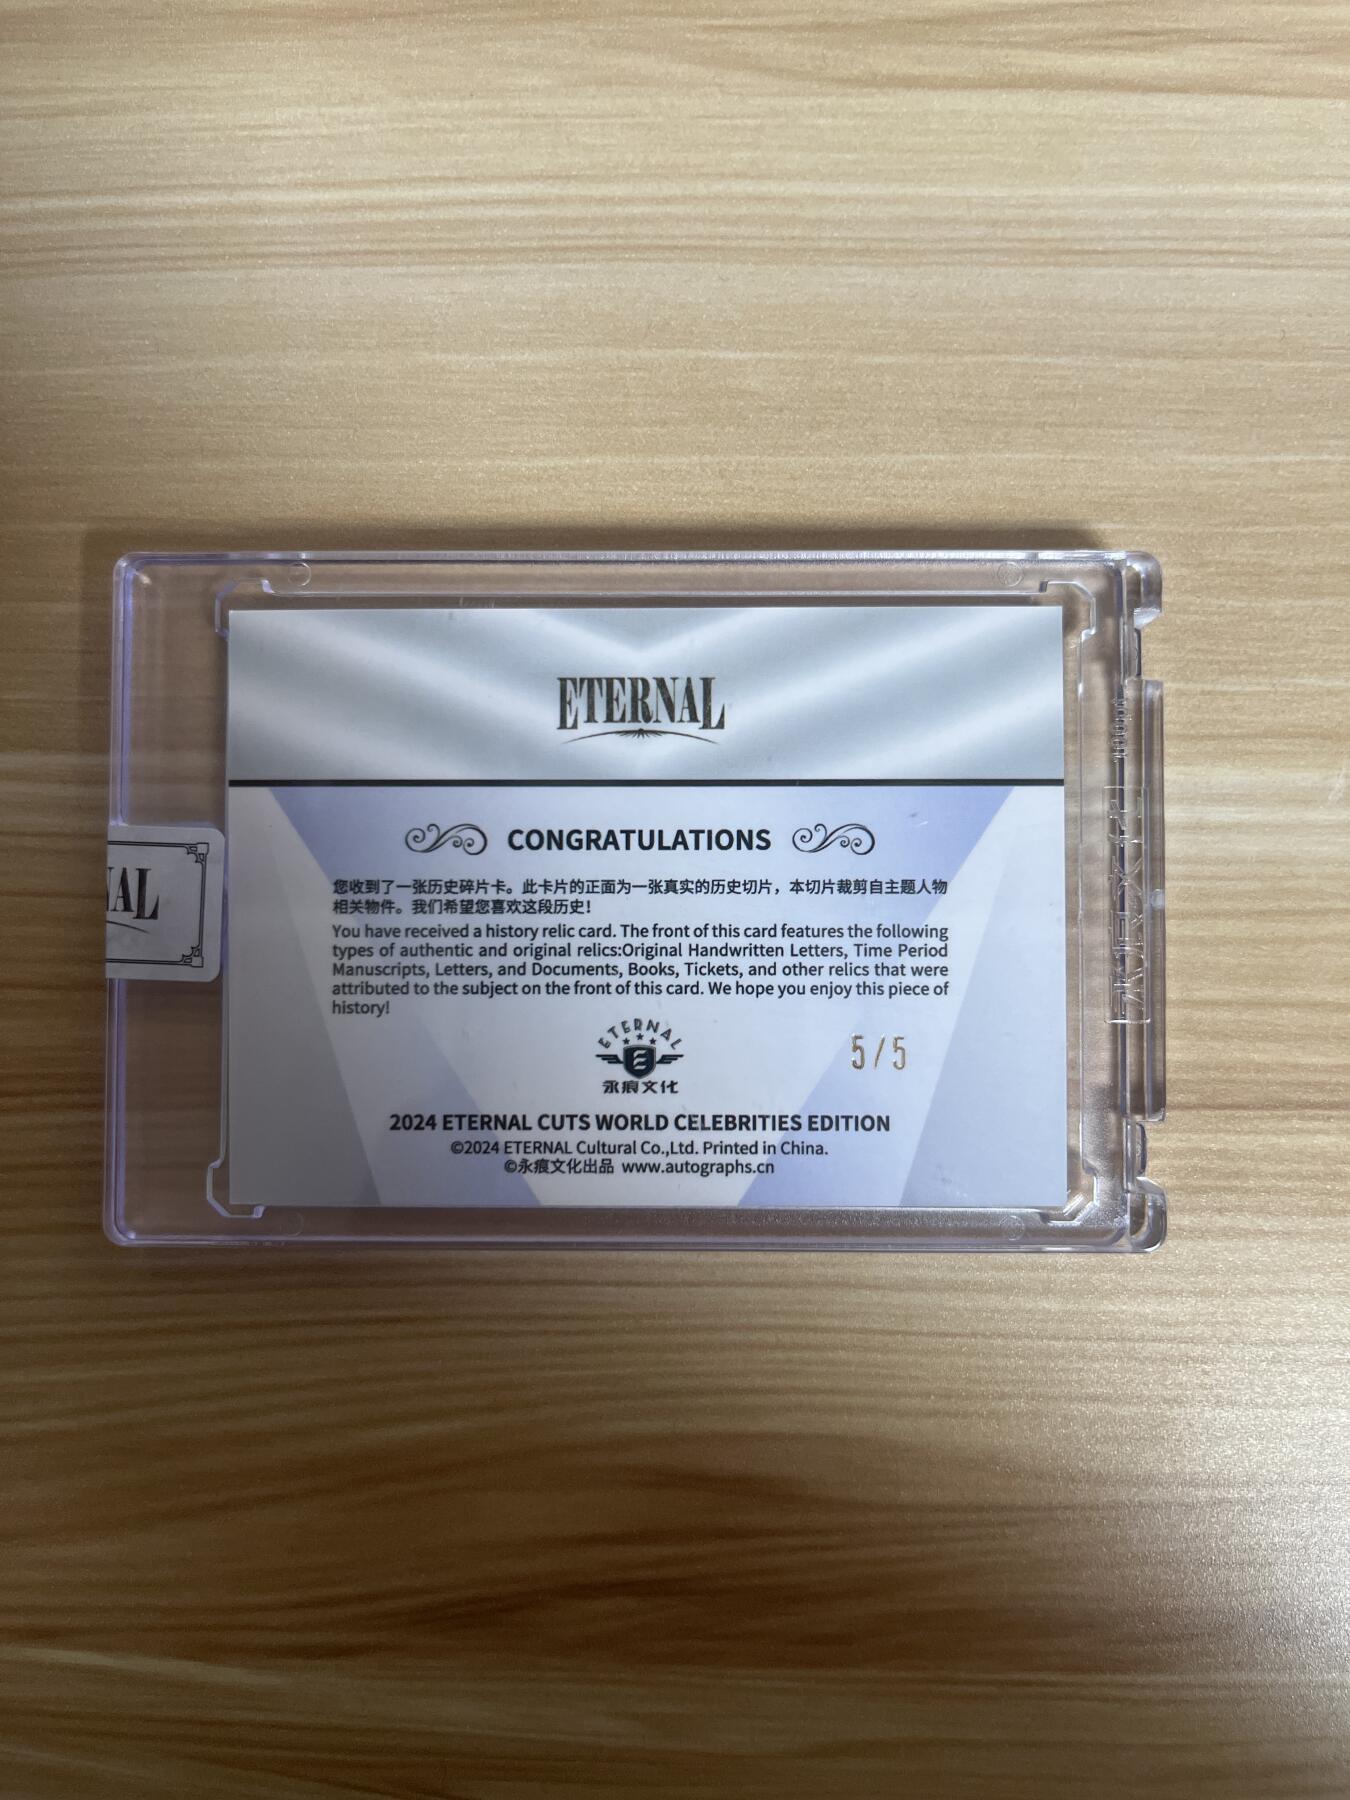 ETERNAL
CONGRATULATIONS
您收到了一张历史碎片卡。此卡片的正面为一张真实的历史切片，本切片裁剪自主题人物
相关物件。我们希望您喜欢这段历史！
You have received a history relic card. The front of this card features the following
types of authentic and original relics:Original Handwritten Letters, Time Period
Manuscripts, Letters, and Documents, Books, Tickets, and other relics that were
attributed to the subject on the front of this card. We hope you enjoy this piece of
history!
NAL
ETERNAL
E
永痕文化
5/5
2024 ETERNAL CUTS WORLD CELEBRITIES EDITION
©2024 ETERNAL Cultural Co.,Ltd. Printed in China.
©永痕文化出品 www.autographs.cn
永痕文化